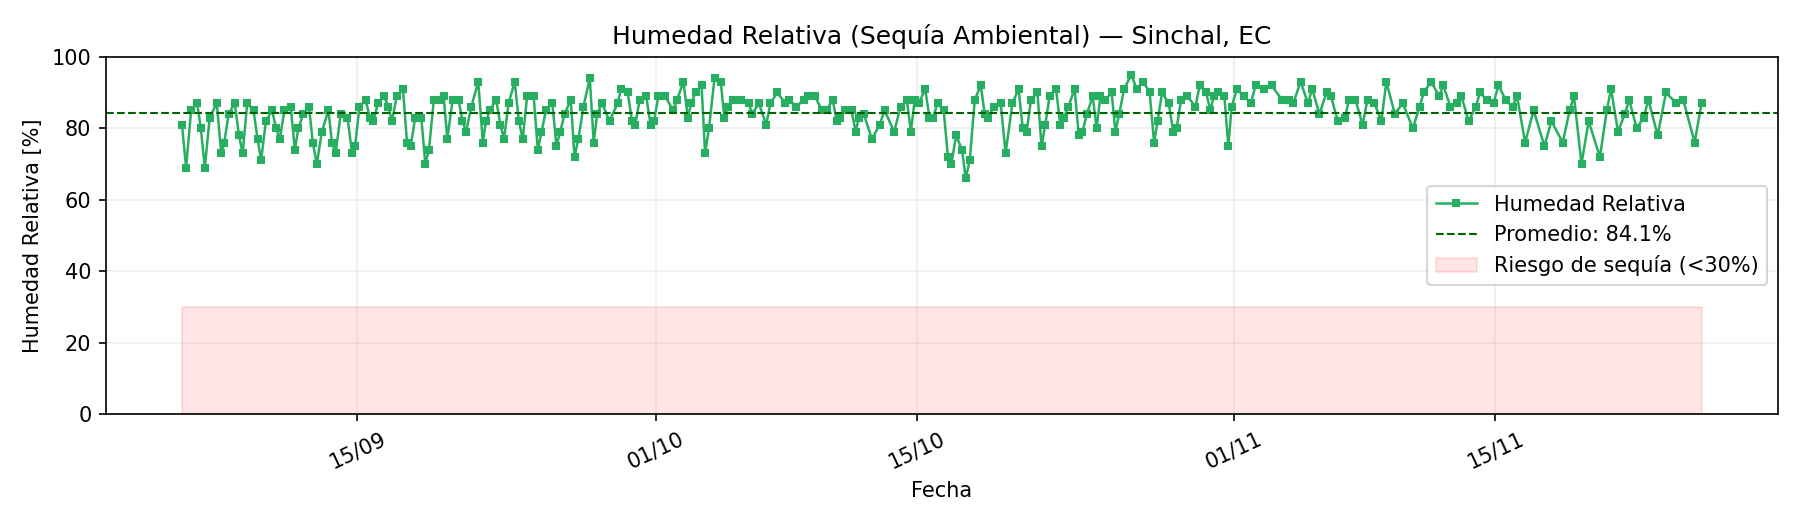 Humedad Relativa (Sequía Ambiental) — Sinchal, EC
Humedad Relativa [%]
100
80
60
40
20
0
Humedad Relativa
Promedio: 84.1%
Riesgo de sequía (<30%)
15/09
01/10
15/10
01/11
15/11
Fecha